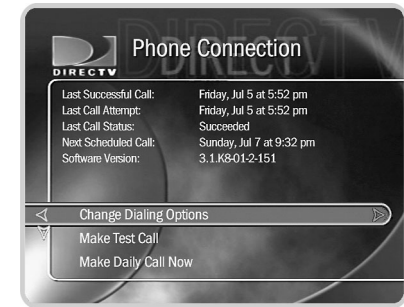 DIRECTV
DIRECTV
Phone Connection
Last Successful Call: Friday, Jul 5 at 5:52 pm
Last Call Attempt: Friday, Jul 5 at 5:52 pm
Last Call Status: Succeeded
Next Scheduled Call: Sunday, Jul 7 at 9:32 pm
Software Version: 3.1.K8-01-2-151
Change Dialing Options
Make Test Call
Make Daily Call Now